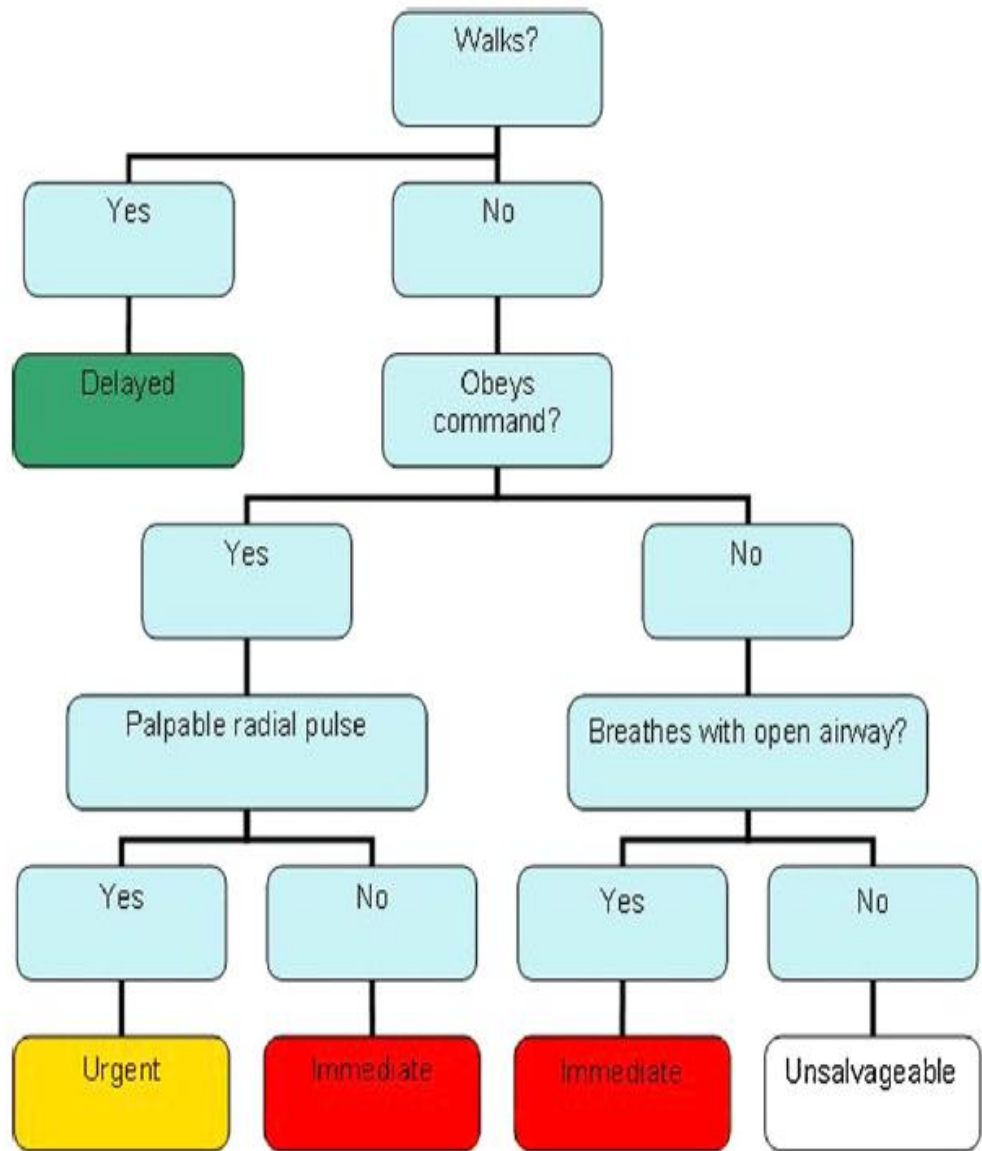 Walks?
Yes
No
Delayed
Obeys
command?
Yes
No
Palpable radial pulse
Breathes with open airway?
Yes
No
Yes
No
Urgent
Immediate
Immediate
Unsalvageable